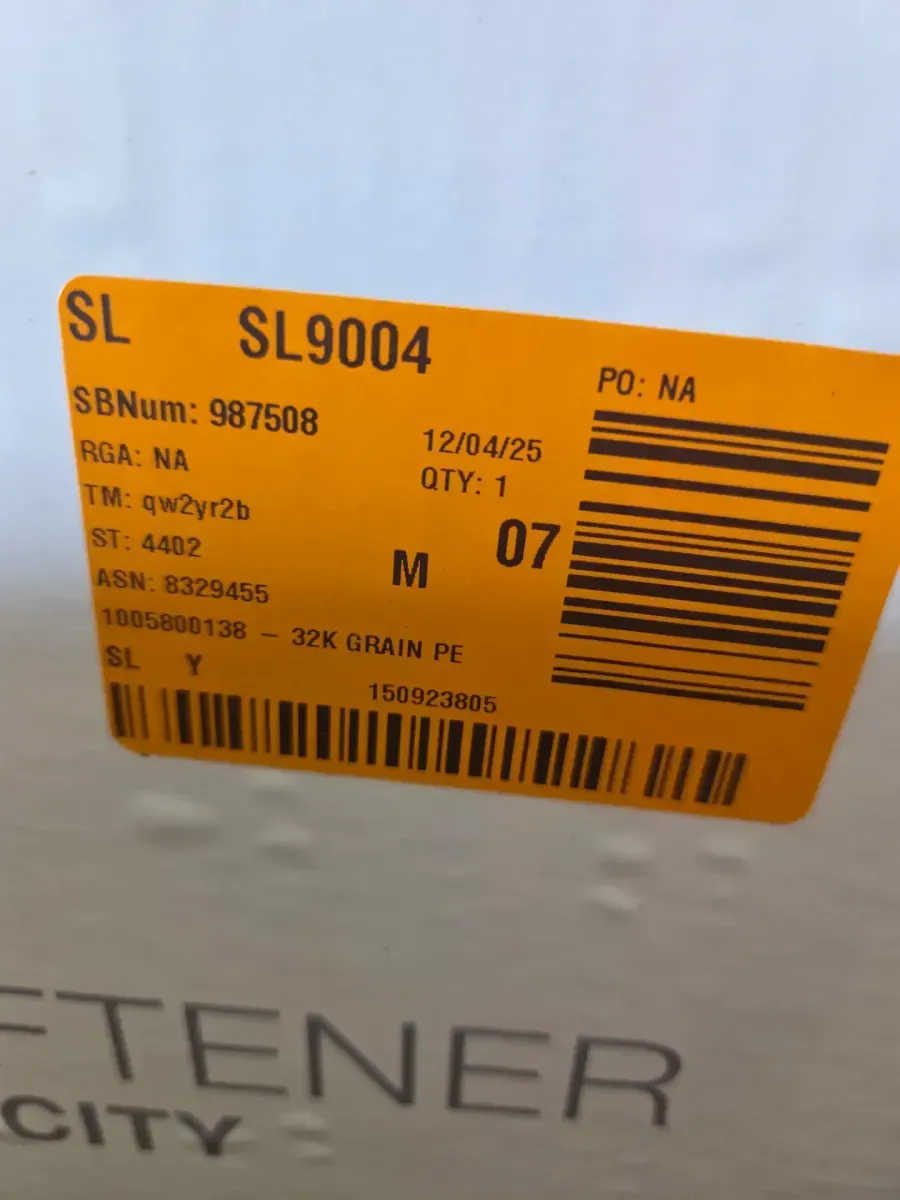 SL SL9004
PO: NA
SBNum: 987508
12/04/25
RGA: NA
QTY: 1
TM: qw2yr2b
ST: 4402
M 07
ASN: 8329455
1005800138 – 32K GRAIN PE
SL Y
150923805
FTENER
CITY